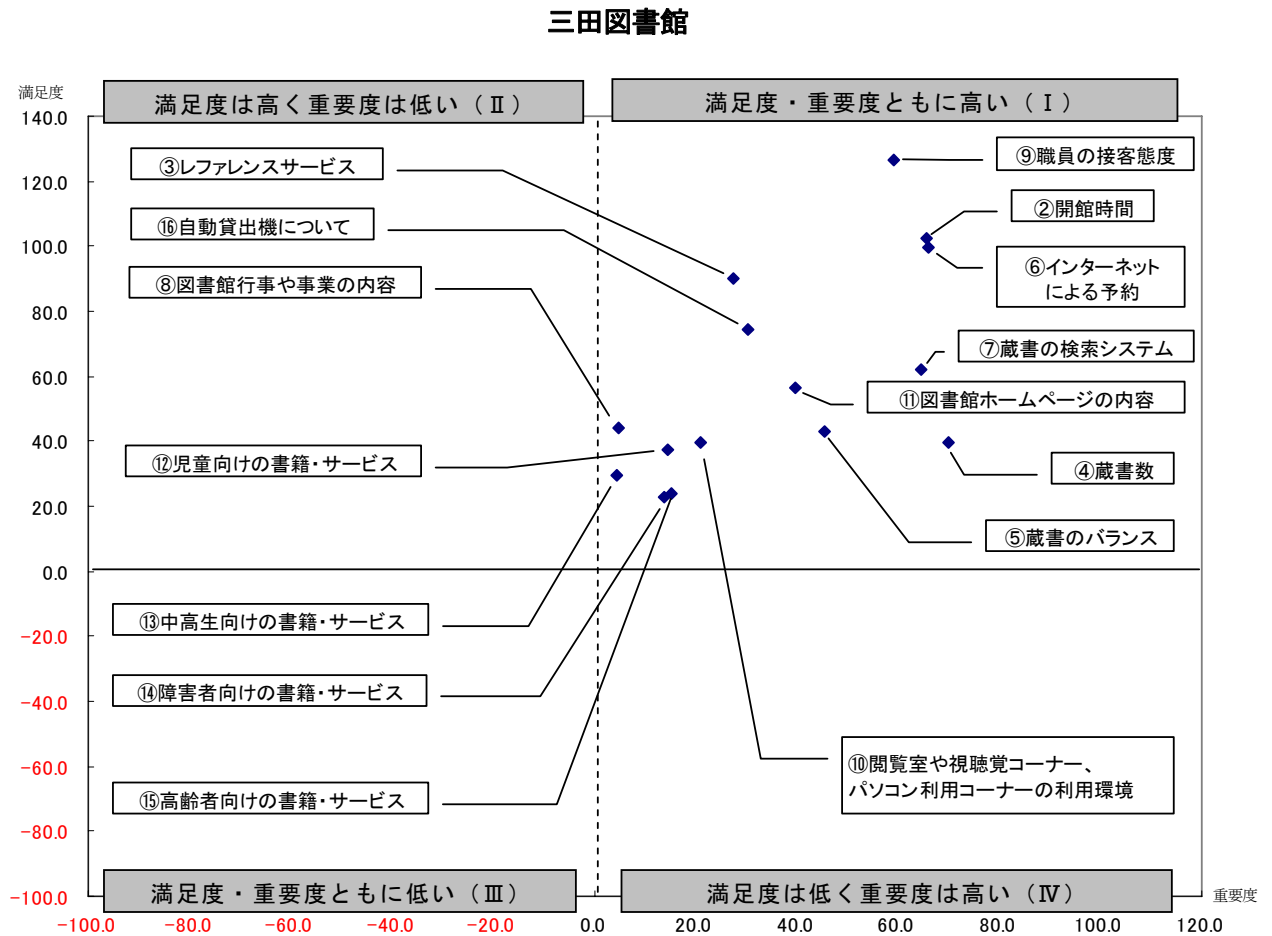 三田図書館
満足度
満足度は高く重要度は低い（Ⅱ）
満足度・重要度ともに高い（Ⅰ）
140.0
120.0
100.0
80.0
60.0
40.0
20.0
0.0
-20.0
-40.0
-60.0
-80.0
-100.0
③レファレンスサービス
⑯自動貸出機について
⑧図書館行事や事業の内容
⑫児童向けの書籍・サービス
⑬中高生向けの書籍・サービス
⑭障害者向けの書籍・サービス
⑮高齢者向けの書籍・サービス
⑨職員の接客態度
②開館時間
⑥インターネット
による予約
⑦蔵書の検索システム
⑪図書館ホームページの内容
④蔵書数
⑤蔵書のバランス
⑩閲覧室や視聴覚コーナー、
パソコン利用コーナーの利用環境
満足度・重要度ともに低い（Ⅲ）
満足度は低く重要度は高い（Ⅳ）
重要度
-100.0 -80.0 -60.0 -40.0 -20.0 0.0 20.0 40.0 60.0 80.0 100.0 120.0